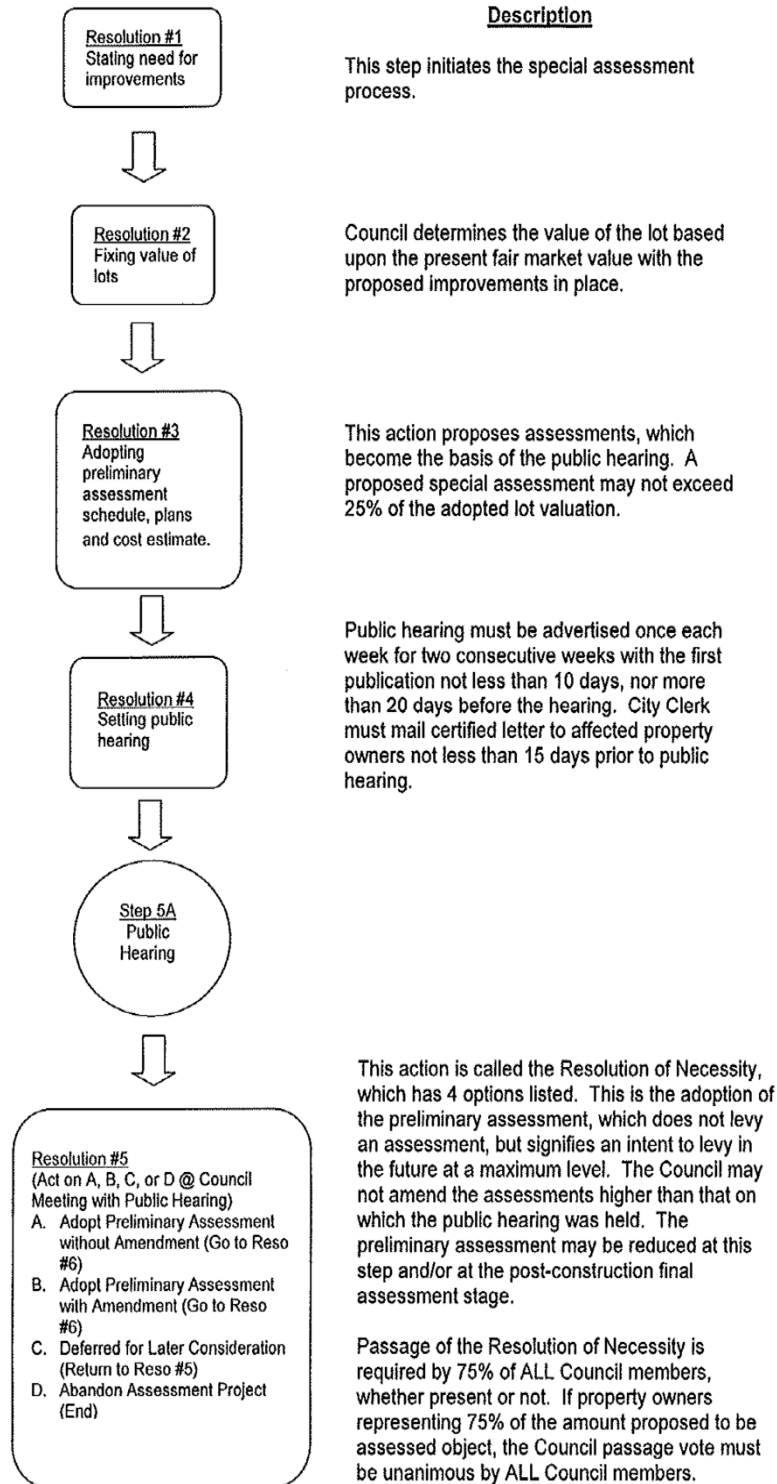 Description
Resolution #1
Stating need for
improvements
This step initiates the special assessment
process.
Resolution #2
Fixing value of
lots
Council determines the value of the lot based
upon the present fair market value with the
proposed improvements in place.
Resolution #3
Adopting
preliminary
assessment
schedule, plans
and cost estimate.
This action proposes assessments, which
become the basis of the public hearing. A
proposed special assessment may not exceed
25% of the adopted lot valuation.
Resolution #4
Setting public
hearing
Public hearing must be advertised once each
week for two consecutive weeks with the first
publication not less than 10 days, nor more
than 20 days before the hearing. City Clerk
must mail certified letter to affected property
owners not less than 15 days prior to public
hearing.
Step 5A
Public
Hearing
Resolution #5
(Act on A, B, C, or D @ Council
Meeting with Public Hearing)
A. Adopt Preliminary Assessment
without Amendment (Go to Reso
#6)
B. Adopt Preliminary Assessment
with Amendment (Go to Reso
#6)
C. Deferred for Later Consideration
(Return to Reso #5)
D. Abandon Assessment Project
(End)
This action is called the Resolution of Necessity,
which has 4 options listed. This is the adoption of
the preliminary assessment, which does not levy
an assessment, but signifies an intent to levy in
the future at a maximum level. The Council may
not amend the assessments higher than that on
which the public hearing was held. The
preliminary assessment may be reduced at this
step and/or at the post-construction final
assessment stage.
Passage of the Resolution of Necessity is
required by 75% of ALL Council members,
whether present or not. If property owners
representing 75% of the amount proposed to be
assessed object, the Council passage vote must
be unanimous by ALL Council members.